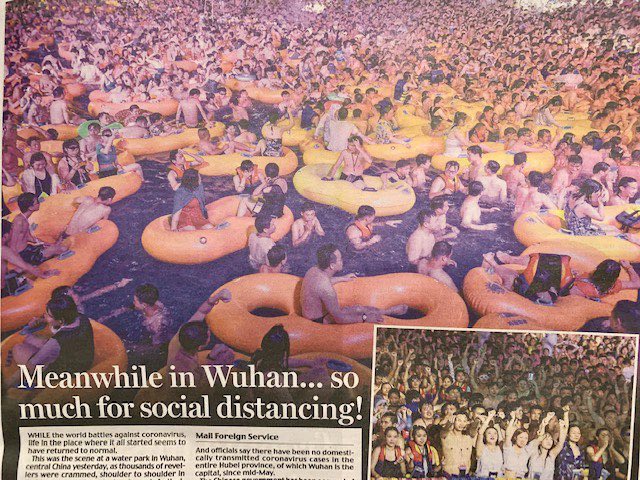 Meanwhile in Wuhan... so
much for social distancing!
WHILE the world battles against coronavirus,
life in the place where it all started seems to
have returned to normal.
This was the scene at a water park in Wuhan,
central China yesterday, as thousands of revel-
lers were crammed, shoulder to shoulder in
Mail Foreign Service
And officials say there have been no domesti-
cally transmitted coronavirus cases in the
entire Hubei province, of which Wuhan is the
capital, since mid-May.